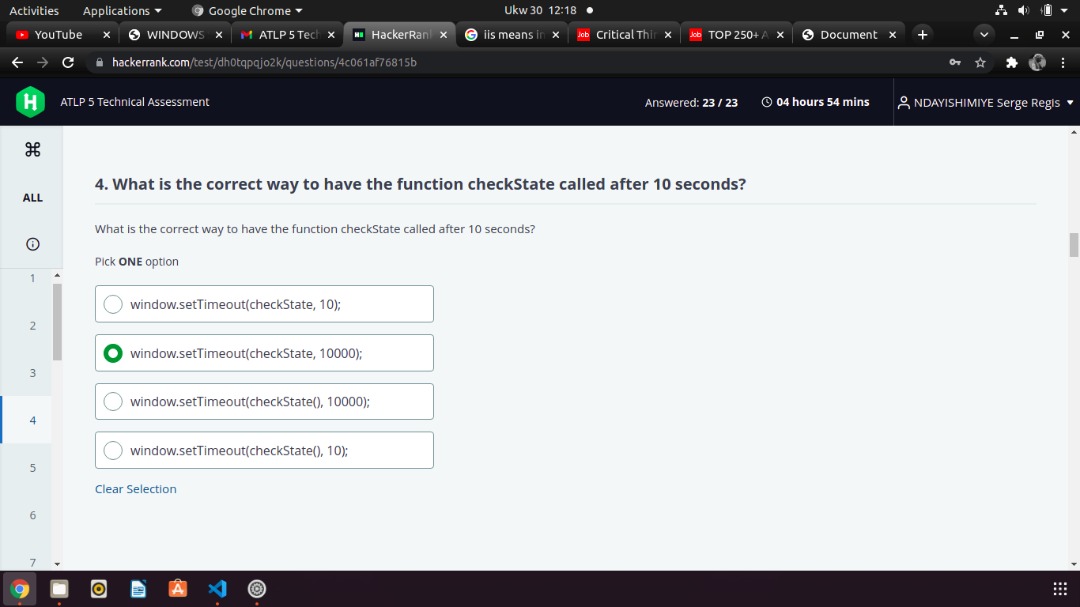 Activities Applications Google Chrome Ukw 30 12:18
YouTube WINDOWS ATLP 5 Tech HackerRan iis means in Critical Thin TOP 250+ A Document
hackerrank.com/test/dh0tqpqjo2k/questions/4c061af76815b
H ATLP 5 Technical Assessment Answered: 23 / 23 04 hours 54 mins NDAYISHIMIYE Serge Regis
ALL
1
2
3
4
5
6
7
4. What is the correct way to have the function checkState called after 10 seconds?
What is the correct way to have the function checkState called after 10 seconds?
Pick ONE option
window.setTimeout(checkState, 10);
window.setTimeout(checkState, 10000);
window.setTimeout(checkState(), 10000);
window.setTimeout(checkState(), 10);
Clear Selection